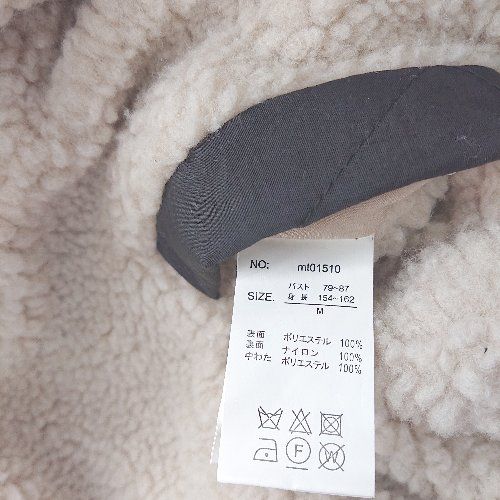 NO: mt01510
バスト 79~87
SIZE. 身長 154~162
M
表面 ポリエステル 100%
裏面 ナイロン 100%
中わた ポリエステル 100%